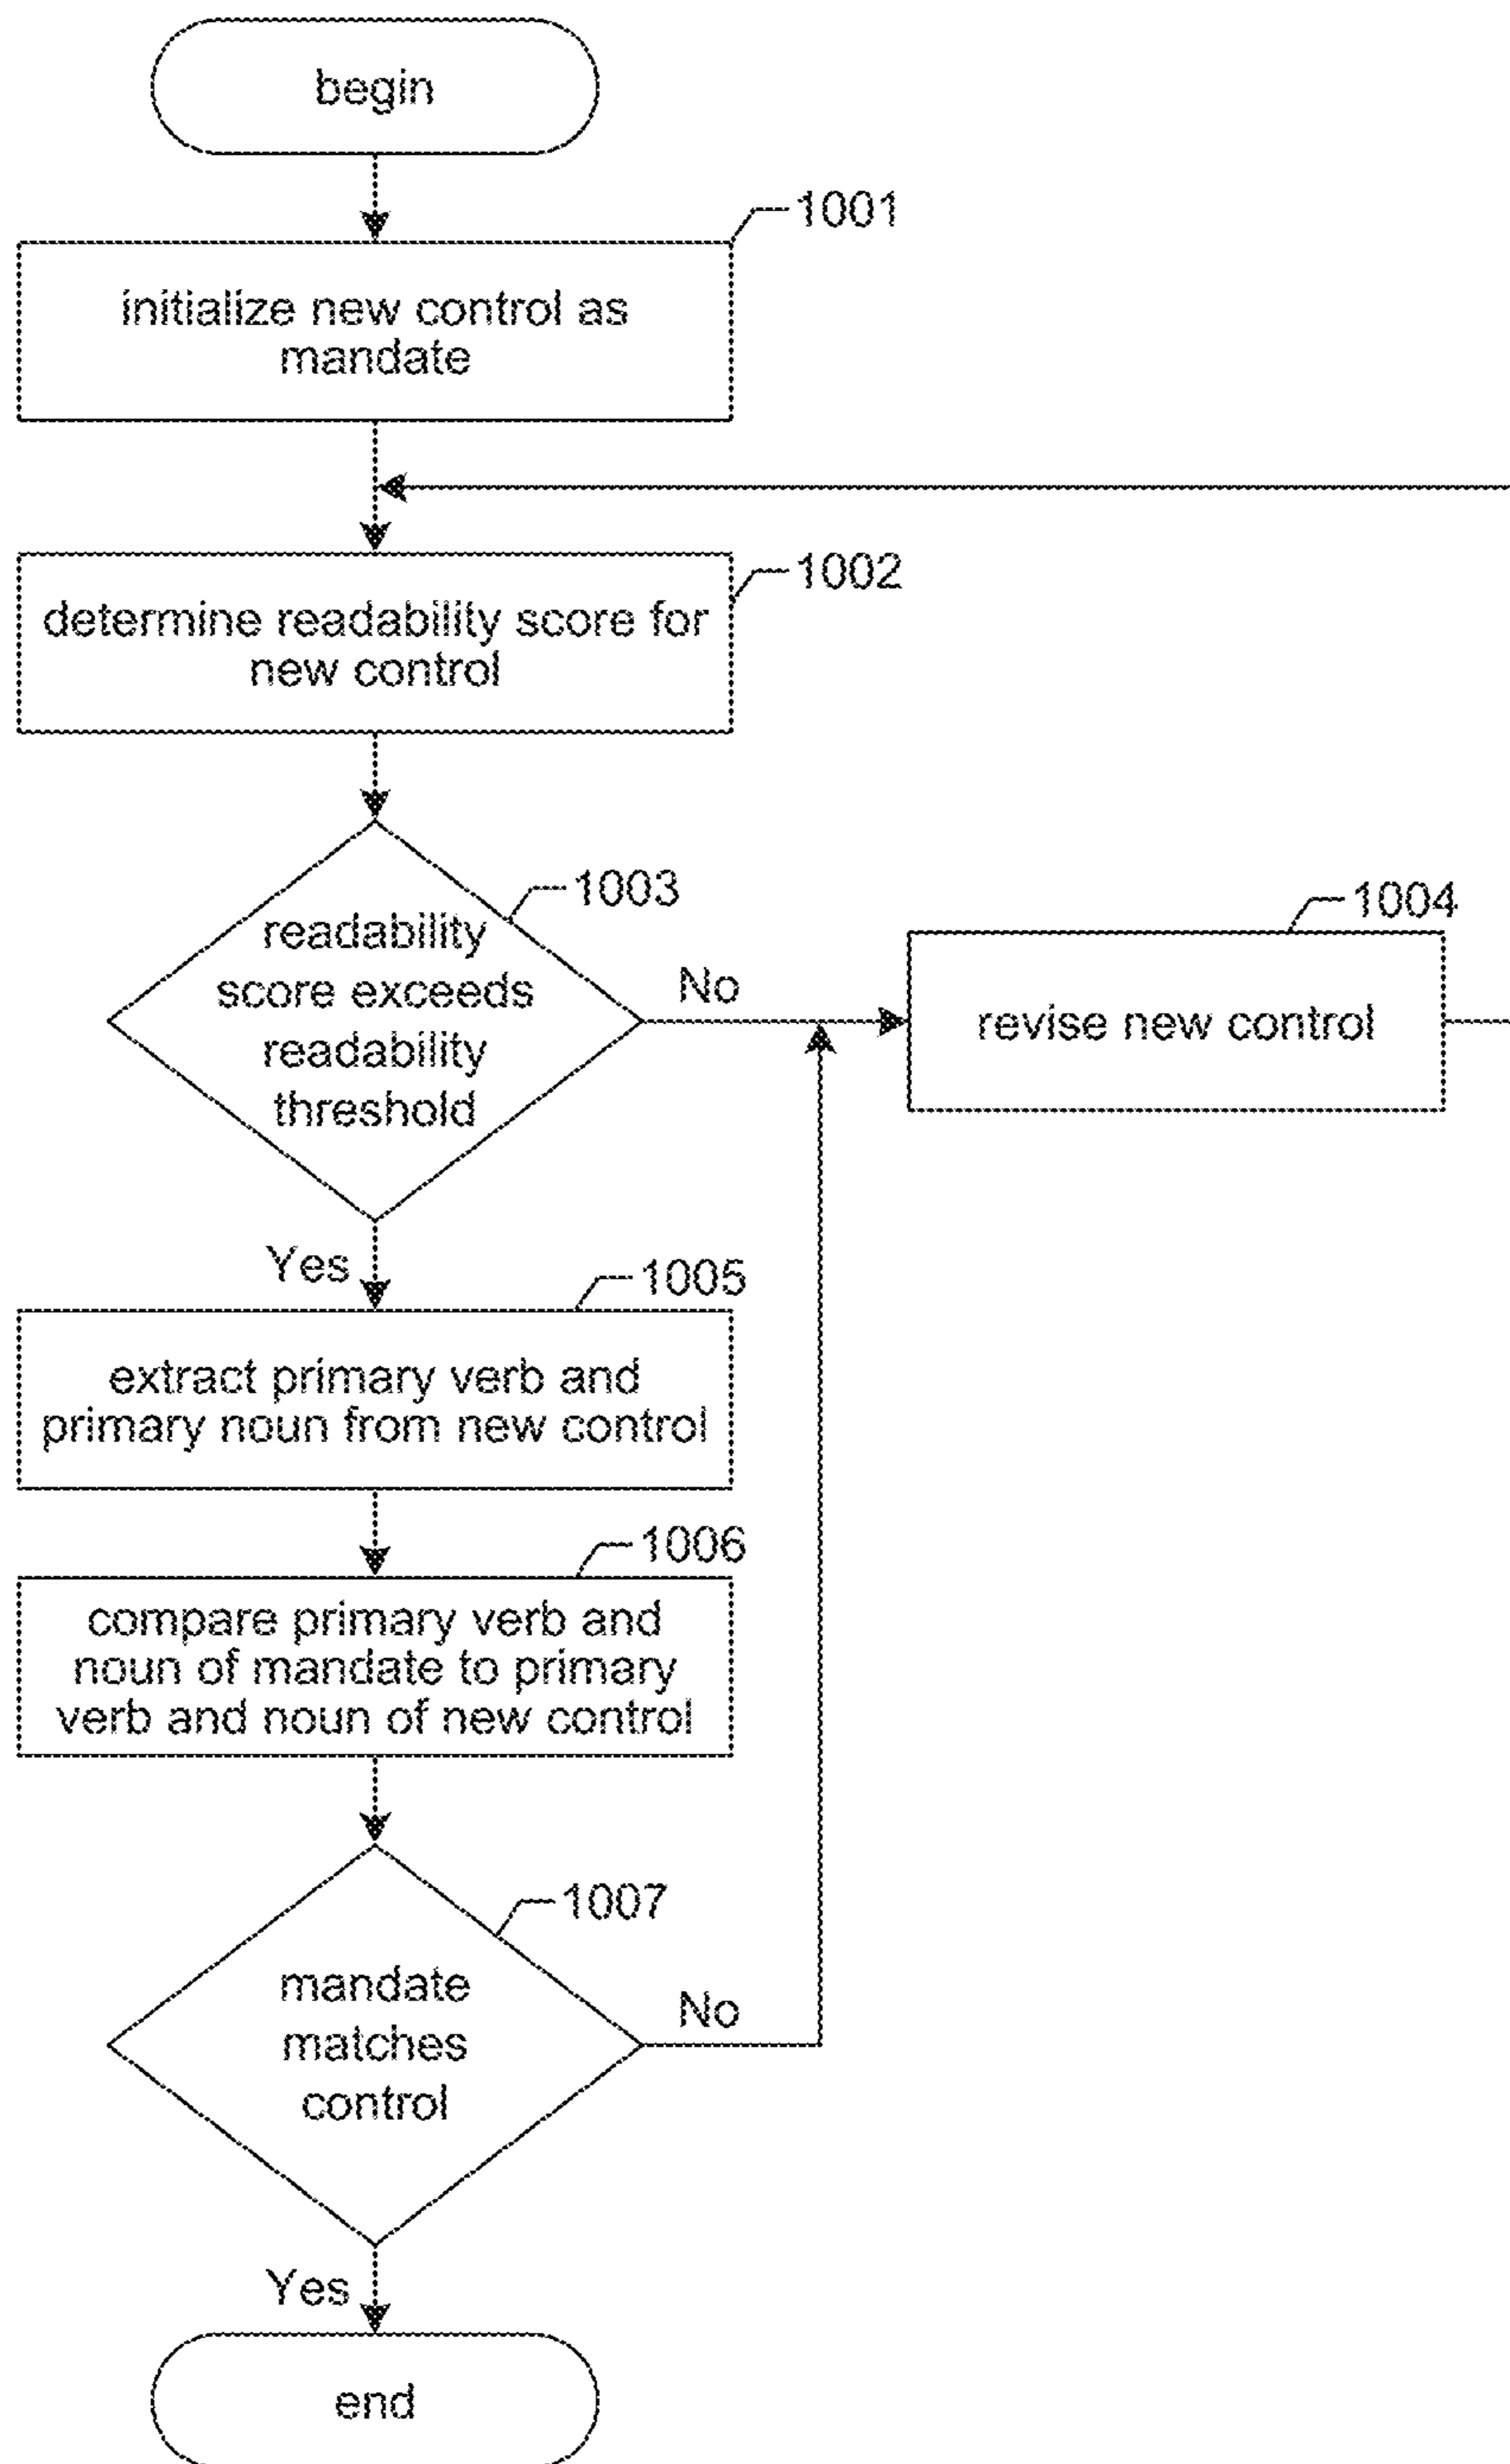 begin
1001
initialize new control as
mandate
1002
determine readability score for
new control
1003
readability
score exceeds
readability
threshold
No
1004
revise new control
Yes
1005
extract primary verb and
primary noun from new control
1006
compare primary verb and
noun of mandate to primary
verb and noun of new control
1007
mandate
matches
control
No
Yes
end